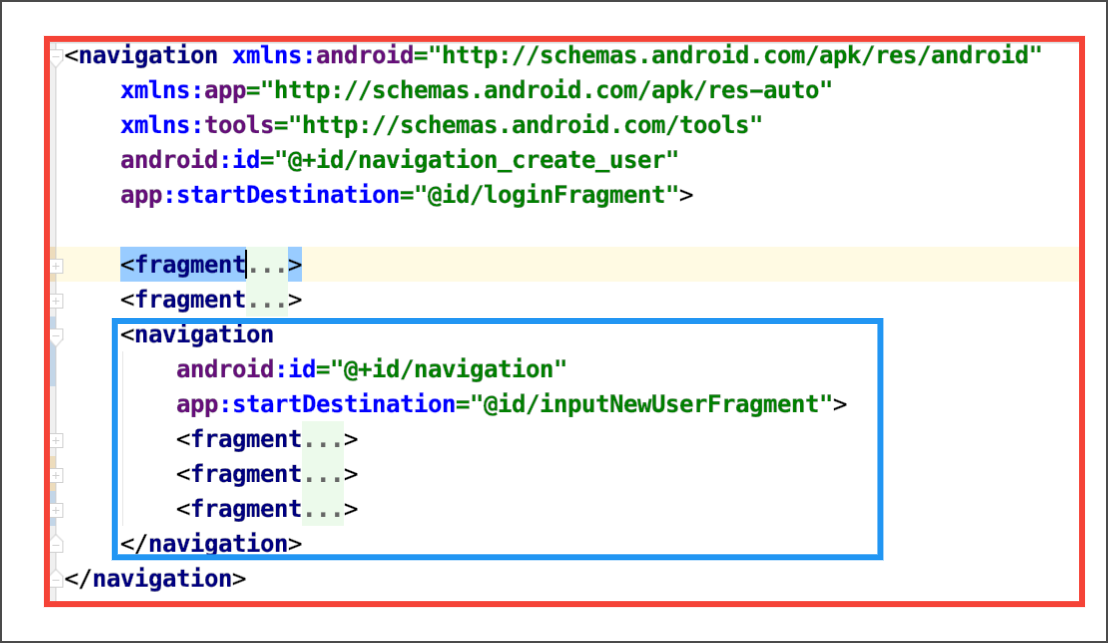 <navigation xmlns:android="http://schemas.android.com/apk/res/android"
xmlns:app="http://schemas.android.com/apk/res-auto"
xmlns:tools="http://schemas.android.com/tools"
android:id="@+id/navigation_create_user"
app:startDestination="@id/loginFragment">
<fragment...>
<fragment...>
<navigation
android:id="@+id/navigation"
app:startDestination="@id/inputNewUserFragment">
<fragment...>
<fragment...>
<fragment...>
</navigation>
</navigation>